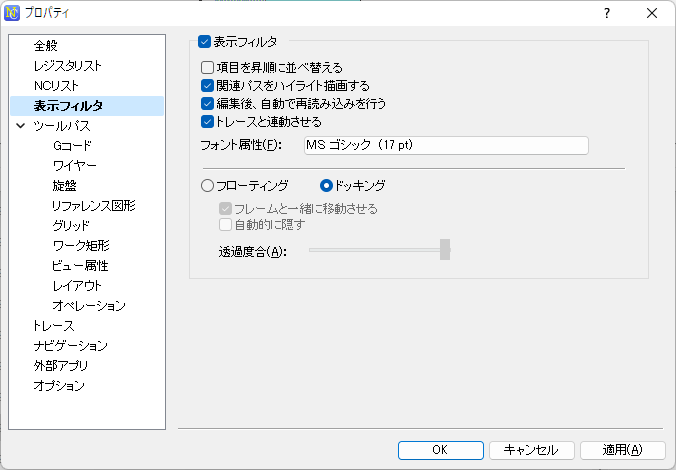 プロパティ
全般
レジスタリスト
NCリスト
表示フィルタ
ツールパス
Gコード
ワイヤー
旋盤
リファレンス図形
グリッド
ワーク矩形
ビュー属性
レイアウト
オペレーション
トレース
ナビゲーション
外部アプリ
オプション
表示フィルタ
項目を昇順に並べ替える
関連パスをハイライト描画する
編集後、自動で再読み込みを行う
トレースと連動させる
フォント属性(F): MS ゴシック (17 pt)
フローティング ドッキング
フレームと一緒に移動させる
自動的に隠す
透過度合(A):
OK キャンセル 適用(A)